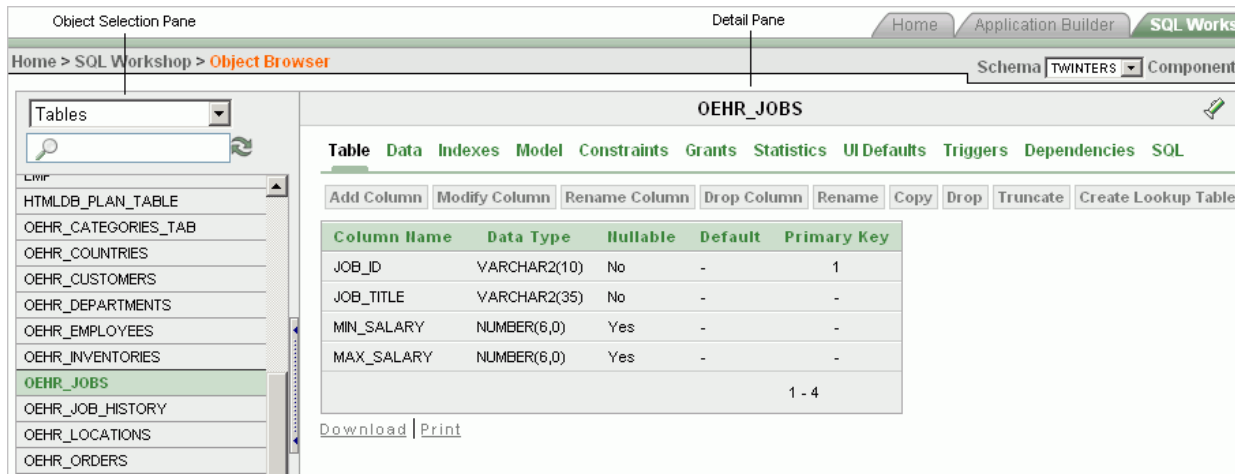 Object Selection Pane
Detail Pane
Home Application Builder SQL Works
Home > SQL Workshop > Object Browser
Schema TWINTERS Component
Tables
OEHR_JOBS
Table Data Indexes Model Constraints Grants Statistics UI Defaults Triggers Dependencies SQL
Add Column Modify Column Rename Column Drop Column Rename Copy Drop Truncate Create Lookup Table
EMP
HTMLDB_PLAN_TABLE
OEHR_CATEGORIES_TAB
OEHR_COUNTRIES
OEHR_CUSTOMERS
OEHR_DEPARTMENTS
OEHR_EMPLOYEES
OEHR_INVENTORIES
OEHR_JOBS
OEHR_JOB_HISTORY
OEHR_LOCATIONS
OEHR_ORDERS
Column Name Data Type Nullable Default Primary Key
JOB_ID VARCHAR2(10) No - 1
JOB_TITLE VARCHAR2(35) No - -
MIN_SALARY NUMBER(6,0) Yes - -
MAX_SALARY NUMBER(6,0) Yes - -
1 - 4
Download | Print